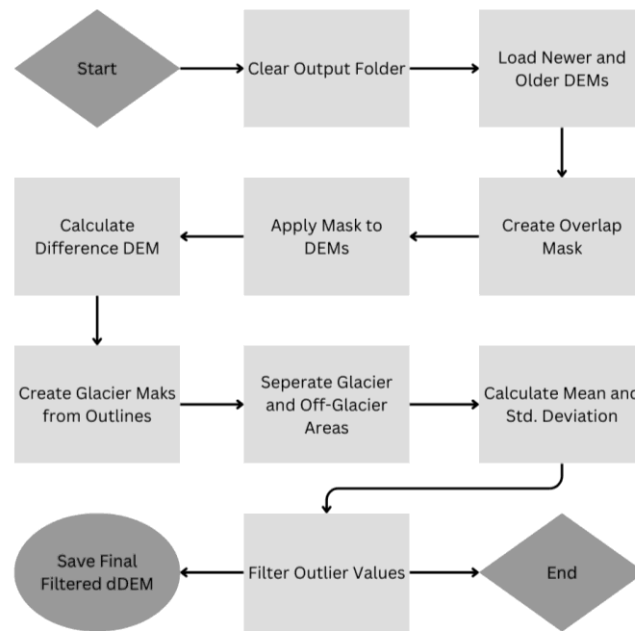 Start
Clear Output Folder
Load Newer and
Older DEMs
Calculate
Difference DEM
Apply Mask to
DEMs
Create Overlap
Mask
Create Glacier Maks
from Outlines
Seperate Glacier
and Off-Glacier
Areas
Calculate Mean and
Std. Deviation
Save Final
Filtered dDEM
Filter Outlier Values
End